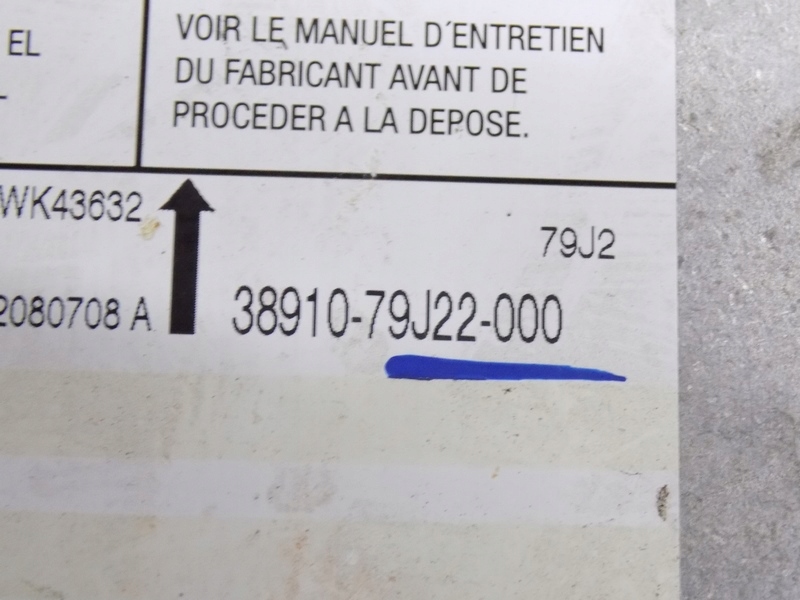 EL
VOIR LE MANUEL D´ENTRETIEN
DU FABRICANT AVANT DE
PROCEDER A LA DEPOSE.
WK43632
79J2
2080708 A
38910-79J22-000